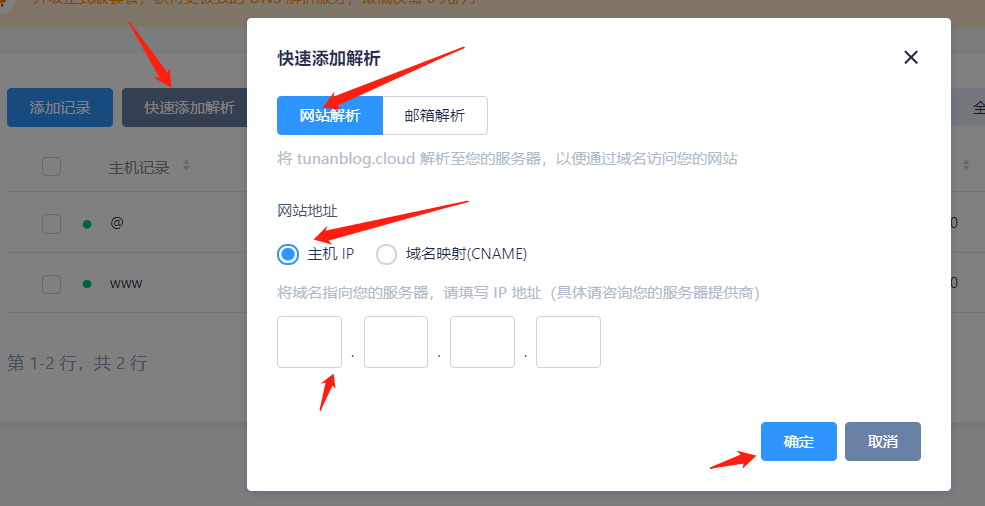 快速添加解析
网站解析 邮箱解析
将 tunanblog.cloud 解析至您的服务器，以便通过域名访问您的网站
网站地址
主机 IP 域名映射(CNAME)
将域名指向您的服务器，请填写 IP 地址（具体请咨询您的服务器提供商）
. . .
确定 取消
添加记录 快速添加解析
全
主机记录
@
0
www
0
第 1-2 行，共 2 行